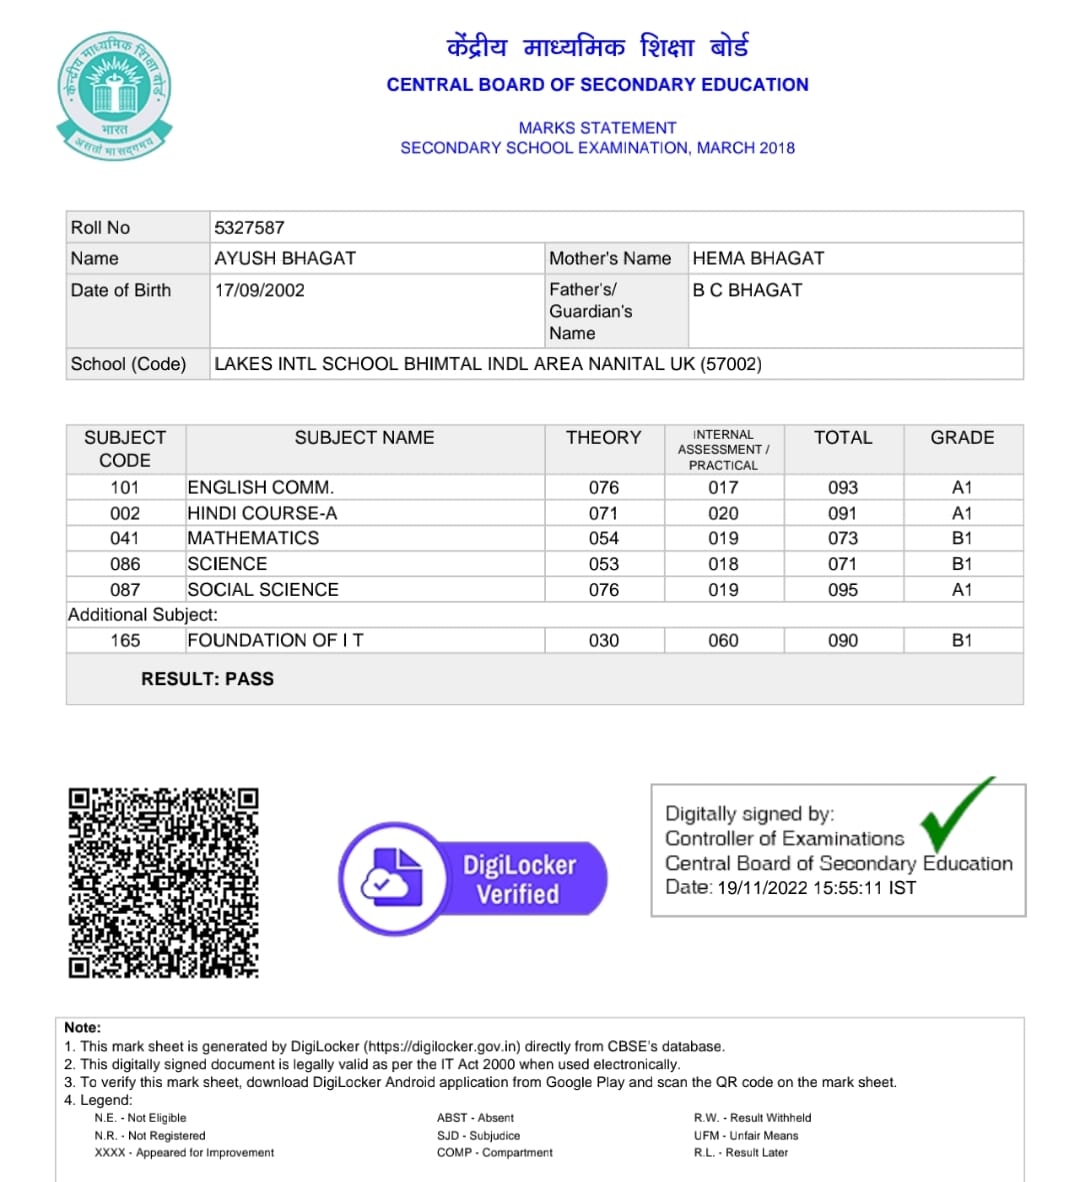 केन्द्रीय माध्यमिक शिक्षा बोर्ड
भारत
असतो मा सद्गमय
केंद्रीय माध्यमिक शिक्षा बोर्ड
CENTRAL BOARD OF SECONDARY EDUCATION
MARKS STATEMENT
SECONDARY SCHOOL EXAMINATION, MARCH 2018
Roll No 5327587
Name AYUSH BHAGAT Mother's Name HEMA BHAGAT
Date of Birth 17/09/2002 Father's/ Guardian's Name B C BHAGAT
School (Code) LAKES INTL SCHOOL BHIMTAL INDL AREA NANITAL UK (57002)
SUBJECT CODE SUBJECT NAME THEORY INTERNAL ASSESSMENT / PRACTICAL TOTAL GRADE
101 ENGLISH COMM. 076 017 093 A1
002 HINDI COURSE-A 071 020 091 A1
041 MATHEMATICS 054 019 073 B1
086 SCIENCE 053 018 071 B1
087 SOCIAL SCIENCE 076 019 095 A1
Additional Subject:
165 FOUNDATION OF I T 030 060 090 B1
RESULT: PASS
DigiLocker
Verified
Digitally signed by:
Controller of Examinations
Central Board of Secondary Education
Date: 19/11/2022 15:55:11 IST
Note:
1. This mark sheet is generated by DigiLocker (https://digilocker.gov.in) directly from CBSE's database.
2. This digitally signed document is legally valid as per the IT Act 2000 when used electronically.
3. To verify this mark sheet, download DigiLocker Android application from Google Play and scan the QR code on the mark sheet.
4. Legend:
N.E. - Not Eligible ABST - Absent R.W. - Result Withheld
N.R. - Not Registered SJD - Subjudice UFM - Unfair Means
XXXX - Appeared for Improvement COMP - Compartment R.L. - Result Later